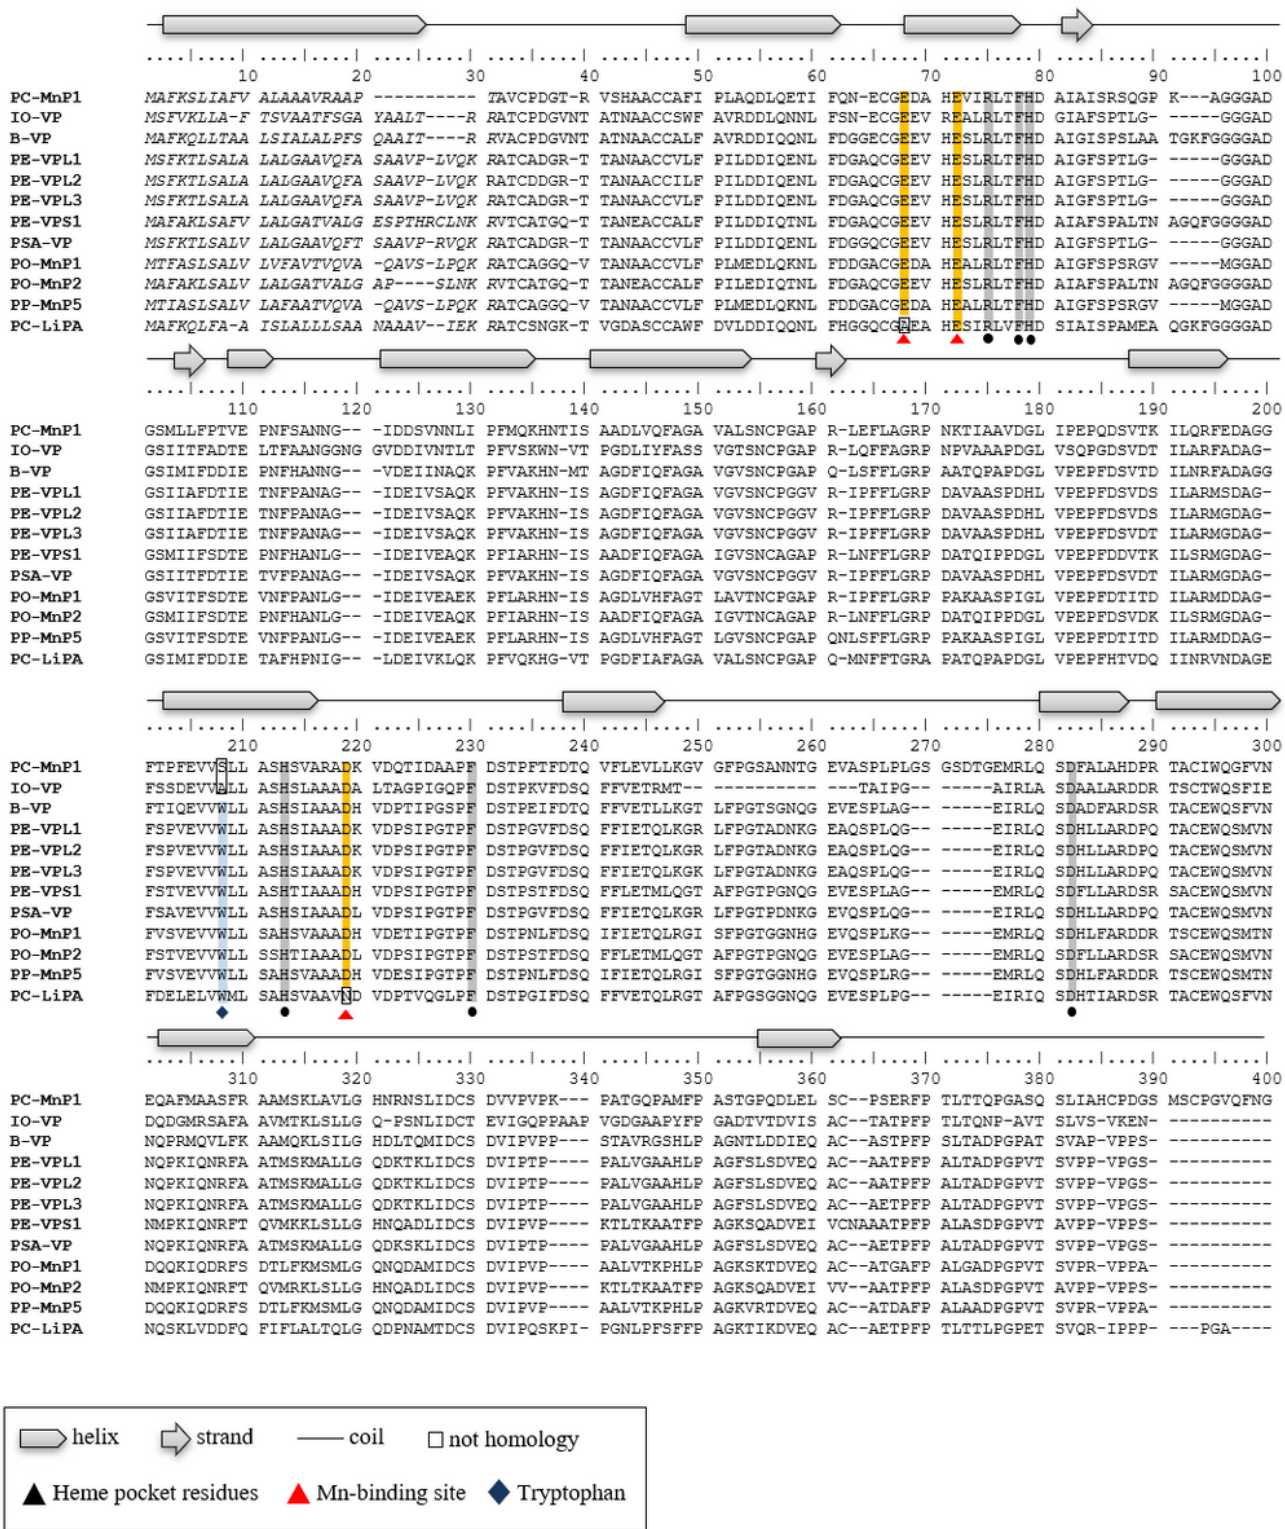 10 20 30 40 50 60 70 80 90 100
PC-MnP1 MAFKSLIAFV ALAAAVRAAP ---------- TAVCPDGT-R VSHAACCAFI PLAQDLQETI FQN-ECGEDA HEVIRLTFHD AIAISRSQGP K---AGGGAD
IO-VP MSFVKLLA-F TSVAATFSGA YAALT----R RATCPDGVNT ATNAACCSWF AVRDDLQNNL FSN-ECGEEV REALRLTFHD GIAFSPTLG- -----GGGAD
B-VP MAFKQLLTAA LSIALALPFS QAAIT----R RVACPDGVNT ATNAACCALF AVRDDIQQNL FDGGECGEEV HESLRLTFHD AIGISPSLAA TGKFGGGGAD
PE-VPL1 MSFKTLSALA LALGAAVQFA SAAVP-LVQK RATCADGR-T TANAACCVLF PILDDIQENL FDGAQCGEEV HESLRLTFHD AIGFSPTLG- -----GGGAD
PE-VPL2 MSFKTLSALA LALGAAVQFA SAAVP-LVQK RATCDDGR-T TANAACCILF PILDDIQENL FDGAQCGEEV HESLRLTFHD AIGFSPTLG- -----GGGAD
PE-VPL3 MSFKTLSALA LALGAAVQFA SAAVP-LVQK RATCADGR-T TANAACCVLF PILDDIQENL FDGAQCGEEV HESLRLTFHD AIGFSPTLG- -----GGGAD
PE-VPS1 MAFAKLSAFV LALGATVALG ESPTHRCLNK RVTCATGQ-T TANEACCALF PILDDIQTNL FDGAQCGEEV HESLRLTFHD AIAFSPALTN AGQFGGGGAD
PSA-VP MSFKTLSALV LALGAAVQFT SAAVP-RVQK RATCADGR-T TANAACCVLF PILDDIQENL FDGGQCGEEV HESLRLTFHD AIGFSPTLG- -----GGGAD
PO-MnP1 MTFASLSALV LVFAVTVQVA -QAVS-LPQK RATCAGGQ-V TANAACCVLF PLMEDLQKNL FDDGACGEDA HEALRLTFHD AIGFSPSRGV -----MGGAD
PO-MnP2 MAFAKLSALV LALGATVALG AP----SLNK RVTCATGQ-T TANEACCALF PILEDIQTNL FDGAQCGEEV HESLRLTFHD AIAFSPALTN AGQFGGGGAD
PP-MnP5 MTIASLSALV LAFAATVQVA -QAVS-LPQK RATCAGGQ-V TANAACCVLF PLMEDLQKNL FDDGACGEDA HEALRLTFHD AIGFSPSRGV -----MGGAD
PC-LiPA MAFKQLFA-A ISLALLLSAA NAAAV--IEK RATCSNGK-T VGDASCCAWF DVLDDIQQNL FHGGQCGAEA HESIRLVFHD SIAISPAMEA QGKFGGGGAD
110 120 130 140 150 160 170 180 190 200
PC-MnP1 GSMLLFPTVE PNFSANNG-- -IDDSVNNLI PFMQKHNTIS AADLVQFAGA VALSNCPGAP R-LEFLAGRP NKTIAAVDGL IPEPQDSVTK ILQRFEDAGG
IO-VP GSIITFADTE LTFAANGGNG GVDDIVNTLT PFVSKWN-VT PGDLIYFASS VGTSNCPGAP R-LQFFAGRP NPVAAAPDGL VSQPGDSVDT ILARFADAG-
B-VP GSIMIFDDIE TNFHANNG-- -VDEIINAQK PFVAKHN-MT AGDFIQFAGA VGVSNCPGAP Q-LSFFLGRP AATQPAPDGL VPEPFDSVTD ILNRFADAGG
PE-VPL1 GSIIAFDTIE TNFPANAG-- -IDEIVSAQK PFVAKHN-IS AGDFIQFAGA VGVSNCPGGV R-IPFFLGRP DAVAASPDHL VPEPFDSVDS ILARMSDAG-
PE-VPL2 GSIIAFDTIE TNFPANAG-- -IDEIVSAQK PFVAKHN-IS AGDFIQFAGA VGVSNCPGGV R-IPFFLGRP DAVAASPDHL VPEPFDSVDS ILARMSDAG-
PE-VPL3 GSIIAFDTIE TNFPANAG-- -IDEIVSAQK PFVAKHN-IS AGDFIQFAGA VGVSNCPGGV R-IPFFLGRP DAVAASPDHL VPEPFDSVDT ILARMGDAG-
PE-VPS1 GSMIIFSDTE PNFHANLG-- -IDEIVEAQK PFIARHN-IS AADFIQFAGA IGVSNCAGAP R-LNFFLGRP DATQIPPDGL VPEPFDDVTK ILSRMGDAG-
PSA-VP GSIITFDTIE TVFPANAG-- -IDEIVSAQK PFVAKHN-IS AGDFIQFAGA VGVSNCPGGV R-IPFFLGRP DAVAASPDHL VPEPFDSVDT ILARMGDAG-
PO-MnP1 GSVITFSDTE VNFPANLG-- -IDEIVEAEK PFLARHN-IS AGDLVHFAGT LAVTNCPGAP R-IPFFLGRP PAKAASPIGL VPEPFDTITD ILARMDDAG-
PO-MnP2 GSMIIFSDTE PNFHANLG-- -IDEIVEAQK PFIARHN-IS AADFIQFAGA IGVTNCAGAP R-LNFFLGRP DATQIPPDGL VPEPFDSVDK ILSRMGDAG-
PP-MnP5 GSVITFSDTE VNFPANLG-- -IDEIVEAEK PFLARHN-IS AGDLVHFAGT LGVSNCPGAP QNLSFFLGRP PAKAASPIGL VPEPFDTITD ILARMDDAG-
PC-LiPA GSIMIFDDIE TAFHPNIG-- -LDEIVKLQK PFVQKHG-VT PGDFIAFAGA VALSNCPGAP Q-MNFFTGRA PATQPAPDGL VPEPFHTVDQ IINRVNDAGE
210 220 230 240 250 260 270 280 290 300
PC-MnP1 FTPFEVVSLL ASHSVARADK VDQTIDAAPF DSTPFTFDTQ VFLEVLLKGV GFPGSANNTG EVASPLPLGS GSDTGEMRLQ SDFALAHDPR TACIWQGFVN
IO-VP FSSDEVVALL ASHSLAAADA LTAGPIGQPF DSTPKVFDSQ FFVETRMT-- ---------- ----TAIPG- -----AIRLA SDAALARDDR TSCTWQSFIE
B-VP FTIQEVVWLL ASHSIAAADH VDPTIPGSPF DSTPEIFDTQ FFVETLLKGT LFPGTSGNQG EVESPLAG-- -----EIRLQ SDADFARDSR TACEWQSFVN
PE-VPL1 FSPVEVVWLL ASHSIAAADK VDPSIPGTPF DSTPGVFDSQ FFIETQLKGR LFPGTADNKG EAQSPLQG-- -----EIRLQ SDHLLARDPQ TACEWQSMVN
PE-VPL2 FSPVEVVWLL ASHSIAAADK VDPSIPGTPF DSTPGVFDSQ FFIETQLKGR LFPGTADNKG EAQSPLQG-- -----EIRLQ SDHLLARDPQ TACEWQSMVN
PE-VPL3 FSPVEVVWLL ASHSIAAADK VDPSIPGTPF DSTPGVFDSQ FFIETQLKGK LFPGTADNKG EAQSPLQG-- -----EIRLQ SDHLLARDPQ TACEWQSMVN
PE-VPS1 FSTVEVVWLL ASHTIAAADH VDPSIPGTPF DSTPSTFDSQ FFLETMLQGT AFPGTPGNQG EVESPLAG-- -----EMRLQ SDFLLARDSR SACEWQSMVN
PSA-VP FSAVEVVWLL ASHSIAAADL VDPSIPGTPF DSTPGVFDSQ FFIETQLKGR LFPGTPDNKG EVQSPLQG-- -----EIRLQ SDHLLARDPQ TACEWQSMVN
PO-MnP1 FVSVEVVWLL SAHSVAAADH VDETIPGTPF DSTPNLFDSQ IFIETQLRGI SFPGTGGNHG EVQSPLKG-- -----EMRLQ SDHLFARDDR TSCEWQSMTN
PO-MnP2 FSTVEVVWLL SSHTIAAADL VDPSIPGTPF DSTPSTFDSQ FFLETMLQGT AFPGTPGNQG EVESPLAG-- -----EMRLQ SDFLLARDSR TACEWQSMVN
PP-MnP5 FVSVEVVWLL SAHSVAAADH VDESIPGTPF DSTPNLFDSQ IFIETQLRGI SFPGTGGNHG EVQSPLRG-- -----EMRLQ SDHLFARDDR TSCEWQSMTN
PC-LiPA FDELELVWML SAHSVAAVND VDPTVQGLPF DSTPGIFDSQ FFVETQLRGT AFPGSGGNQG EVESPLPG-- -----EIRIQ SDHTIARDSR TACEWQSFVN
310 320 330 340 350 360 370 380 390 400
PC-MnP1 EQAFMAASFR AAMSKLAVLG HNRNSLIDCS DVVPVPK--- PATGQPAMFP ASTGPQDLEL SC--PSERFP TLTTQPGASQ SLIAHCPDGS MSCPGVQFNG
IO-VP DQDGMRSAFA AVMTKLSLLG Q-PSNLIDCT EVIGQPPAAP VGDGAAPYFP GADTVTDVIS AC--TATPFP TLTQNP-AVT SLVS-VKEN- ----------
B-VP NQPRMQVLFK AAMQKLSILG HDLTQMIDCS DVIPVPP--- STAVRGSHLP AGNTLDDIEQ AC--ASTPFP SLTADPGPAT SVAP-VPPS- ----------
PE-VPL1 NQPKIQNRFA ATMSKMALLG QDKTKLIDCS DVIPTP---- PALVGAAHLP AGFSLSDVEQ AC--AATPFP ALTADPGPVT SVPP-VPGS- ----------
PE-VPL2 NQPKIQNRFA ATMSKMALLG QDKTKLIDCS DVIPTP---- PALVGAAHLP AGFSLSDVEQ AC--AATPFP ALTADPGPVT SVPP-VPGS- ----------
PE-VPL3 NQPKIQNRFA ATMSKMALLG QDKTKLIDCS DVIPTP---- PALVGAAHLP AGFSLSDVEQ AC--AETPFP ALTADPGPVT SVPP-VPGS- ----------
PE-VPS1 NMPKIQNRFT QVMKKLSLLG HNQADLIDCS DVIPVP---- KTLTKAATFP AGKSQADVEI VCNAAATPFP ALASDPGPVT AVPP-VPPS- ----------
PSA-VP NQPKIQNRFA ATMSKMALLG QDKSKLIDCS DVIPTP---- PALVGAAHLP AGFSLSDVEQ AC--AETPFP ALTADPGPVT SVPP-VPGS- ----------
PO-MnP1 DQQKIQDRFS DTLFKMSMLG QNQDAMIDCS DVIPVP---- AALVTKPHLP AGKSKTDVEQ AC--ATGAFP ALGADPGPVT SVPR-VPPA- ----------
PO-MnP2 NMPKIQNRFT QVMRKLSLLG HNQADLIDCS DVIPVP---- KTLTKAATFP AGKSQADVEI VV--AATPFP ALASDPGPVT AVPP-VPPS- ----------
PP-MnP5 DQQKIQDRFS DTLFKMSMLG QNQDAMIDCS DVIPVP---- AALVTKPHLP AGKVRTDVEQ AC--ATDAFP ALAADPGPVT SVPR-VPPA- ----------
PC-LiPA NQSKLVDDFQ FIFLALTQLG QDPNAMTDCS DVIPQSKPI- PGNLPFSFFP AGKTIKDVEQ AC--AETPFP TLTTLPGPET SVQR-IPPP- ----PGA----
helix strand coil not homology
Heme pocket residues Mn-binding site Tryptophan